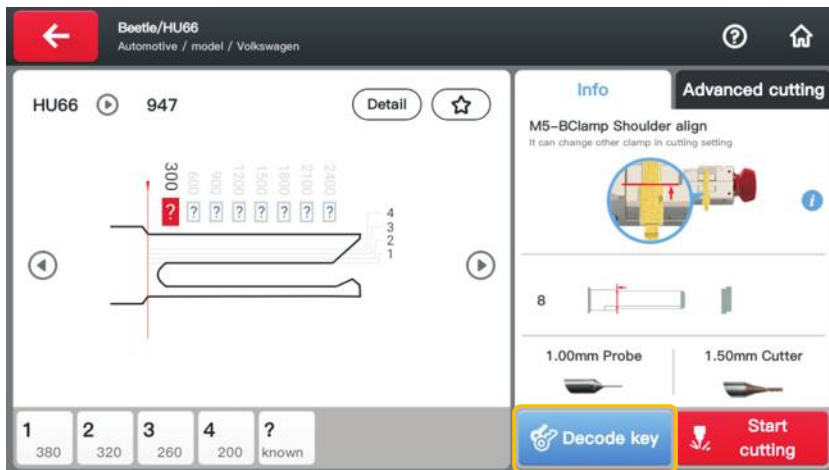 Beetle/HU66
Automotive / model / Volkswagen
HU66 947
Detail
300 600 900 1200 1500 1800 2100 2400
? ? ? ? ? ? ? ?
4
3
2
1
1 2 3 4 ?
380 320 260 200 known
Info
Advanced cutting
M5-BClamp Shoulder align
It can change other clamp in cutting setting
i
8
1.00mm Probe
1.50mm Cutter
Decode key
Start
cutting